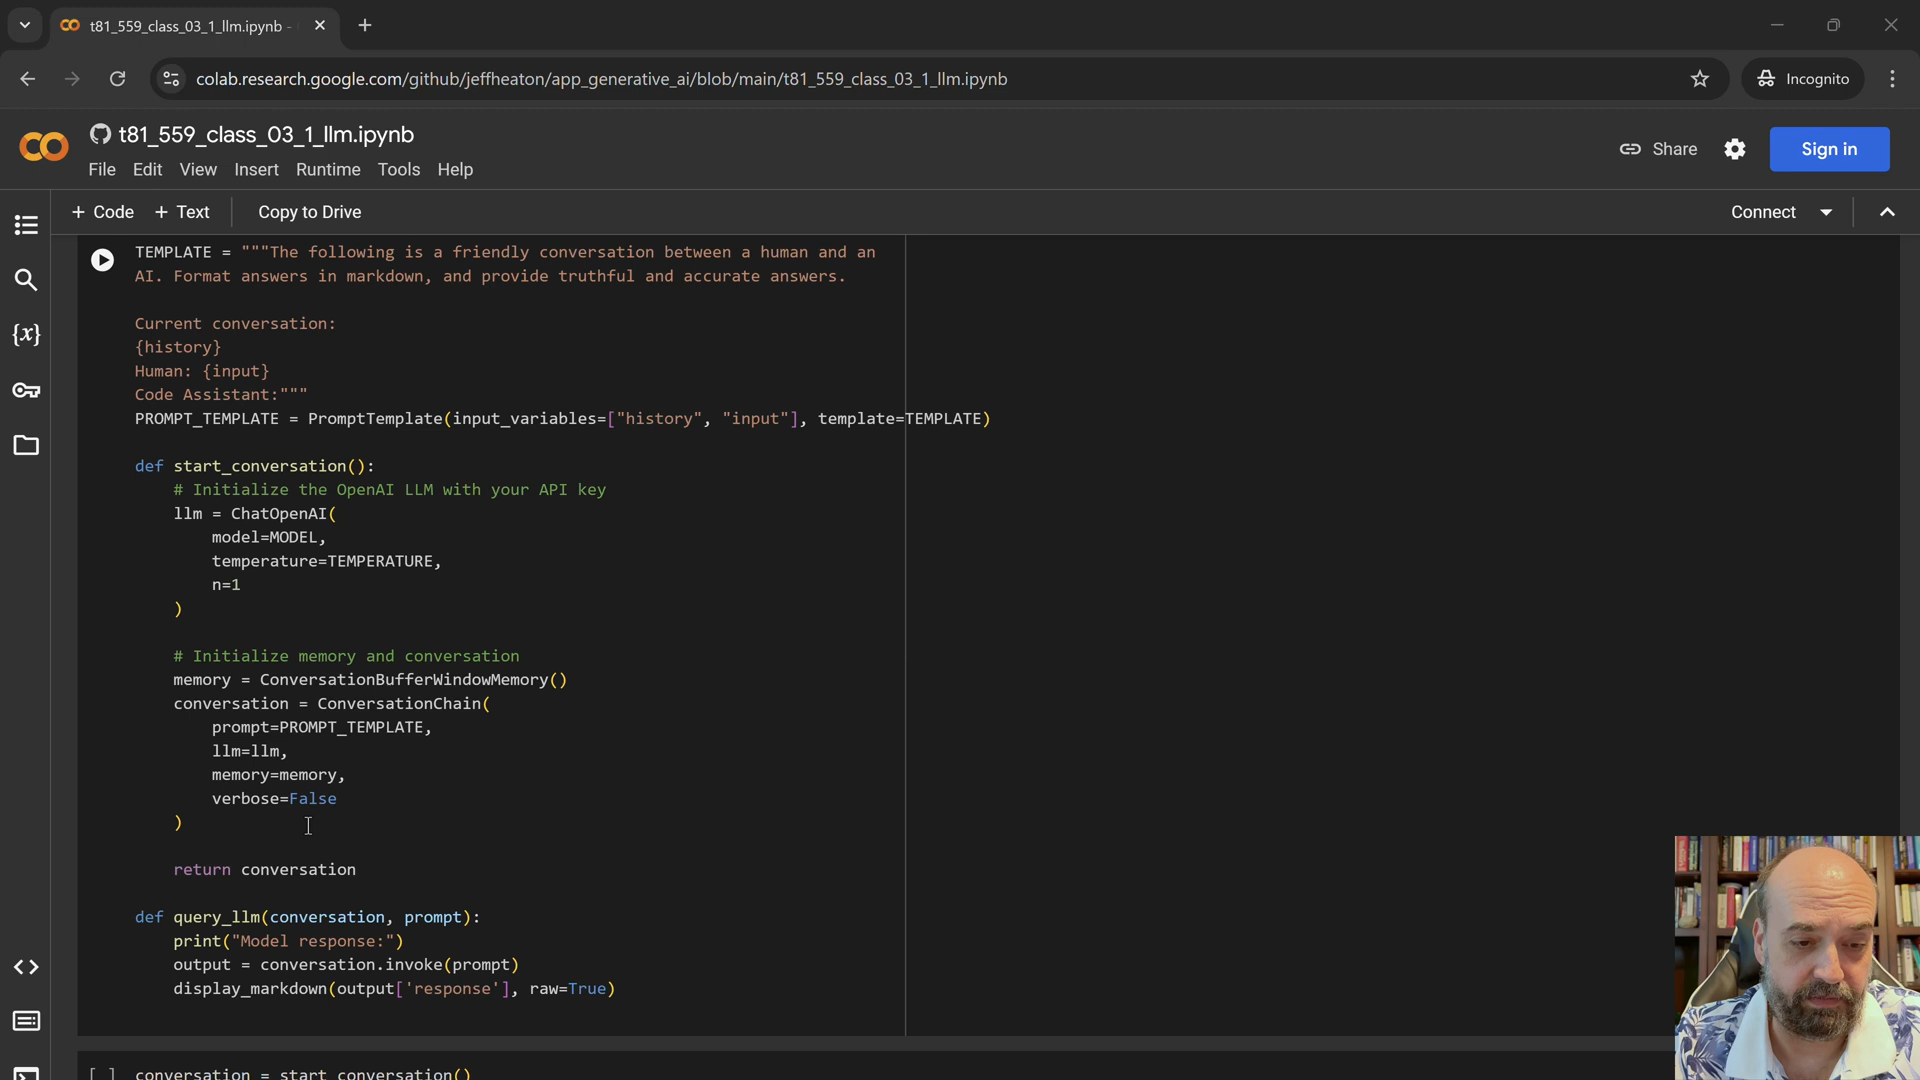 t81_559_class_03_1_llm.ipynb -
colab.research.google.com/github/jeffheaton/app_generative_ai/blob/main/t81_559_class_03_1_llm.ipynb
Incognito
t81_559_class_03_1_llm.ipynb
File Edit View Insert Runtime Tools Help
Share
Sign in
+ Code + Text
Copy to Drive
Connect
TEMPLATE = """The following is a friendly conversation between a human and an
AI. Format answers in markdown, and provide truthful and accurate answers.
Current conversation:
{history}
Human: {input}
Code Assistant:"""
PROMPT_TEMPLATE = PromptTemplate(input_variables=["history", "input"], template=TEMPLATE)
def start_conversation():
# Initialize the OpenAI LLM with your API key
llm = ChatOpenAI(
model=MODEL,
temperature=TEMPERATURE,
n=1
)
# Initialize memory and conversation
memory = ConversationBufferWindowMemory()
conversation = ConversationChain(
prompt=PROMPT_TEMPLATE,
llm=llm,
memory=memory,
verbose=False
)
return conversation
def query_llm(conversation, prompt):
print("Model response:")
output = conversation.invoke(prompt)
display_markdown(output['response'], raw=True)
[ ] conversation = start_conversation()